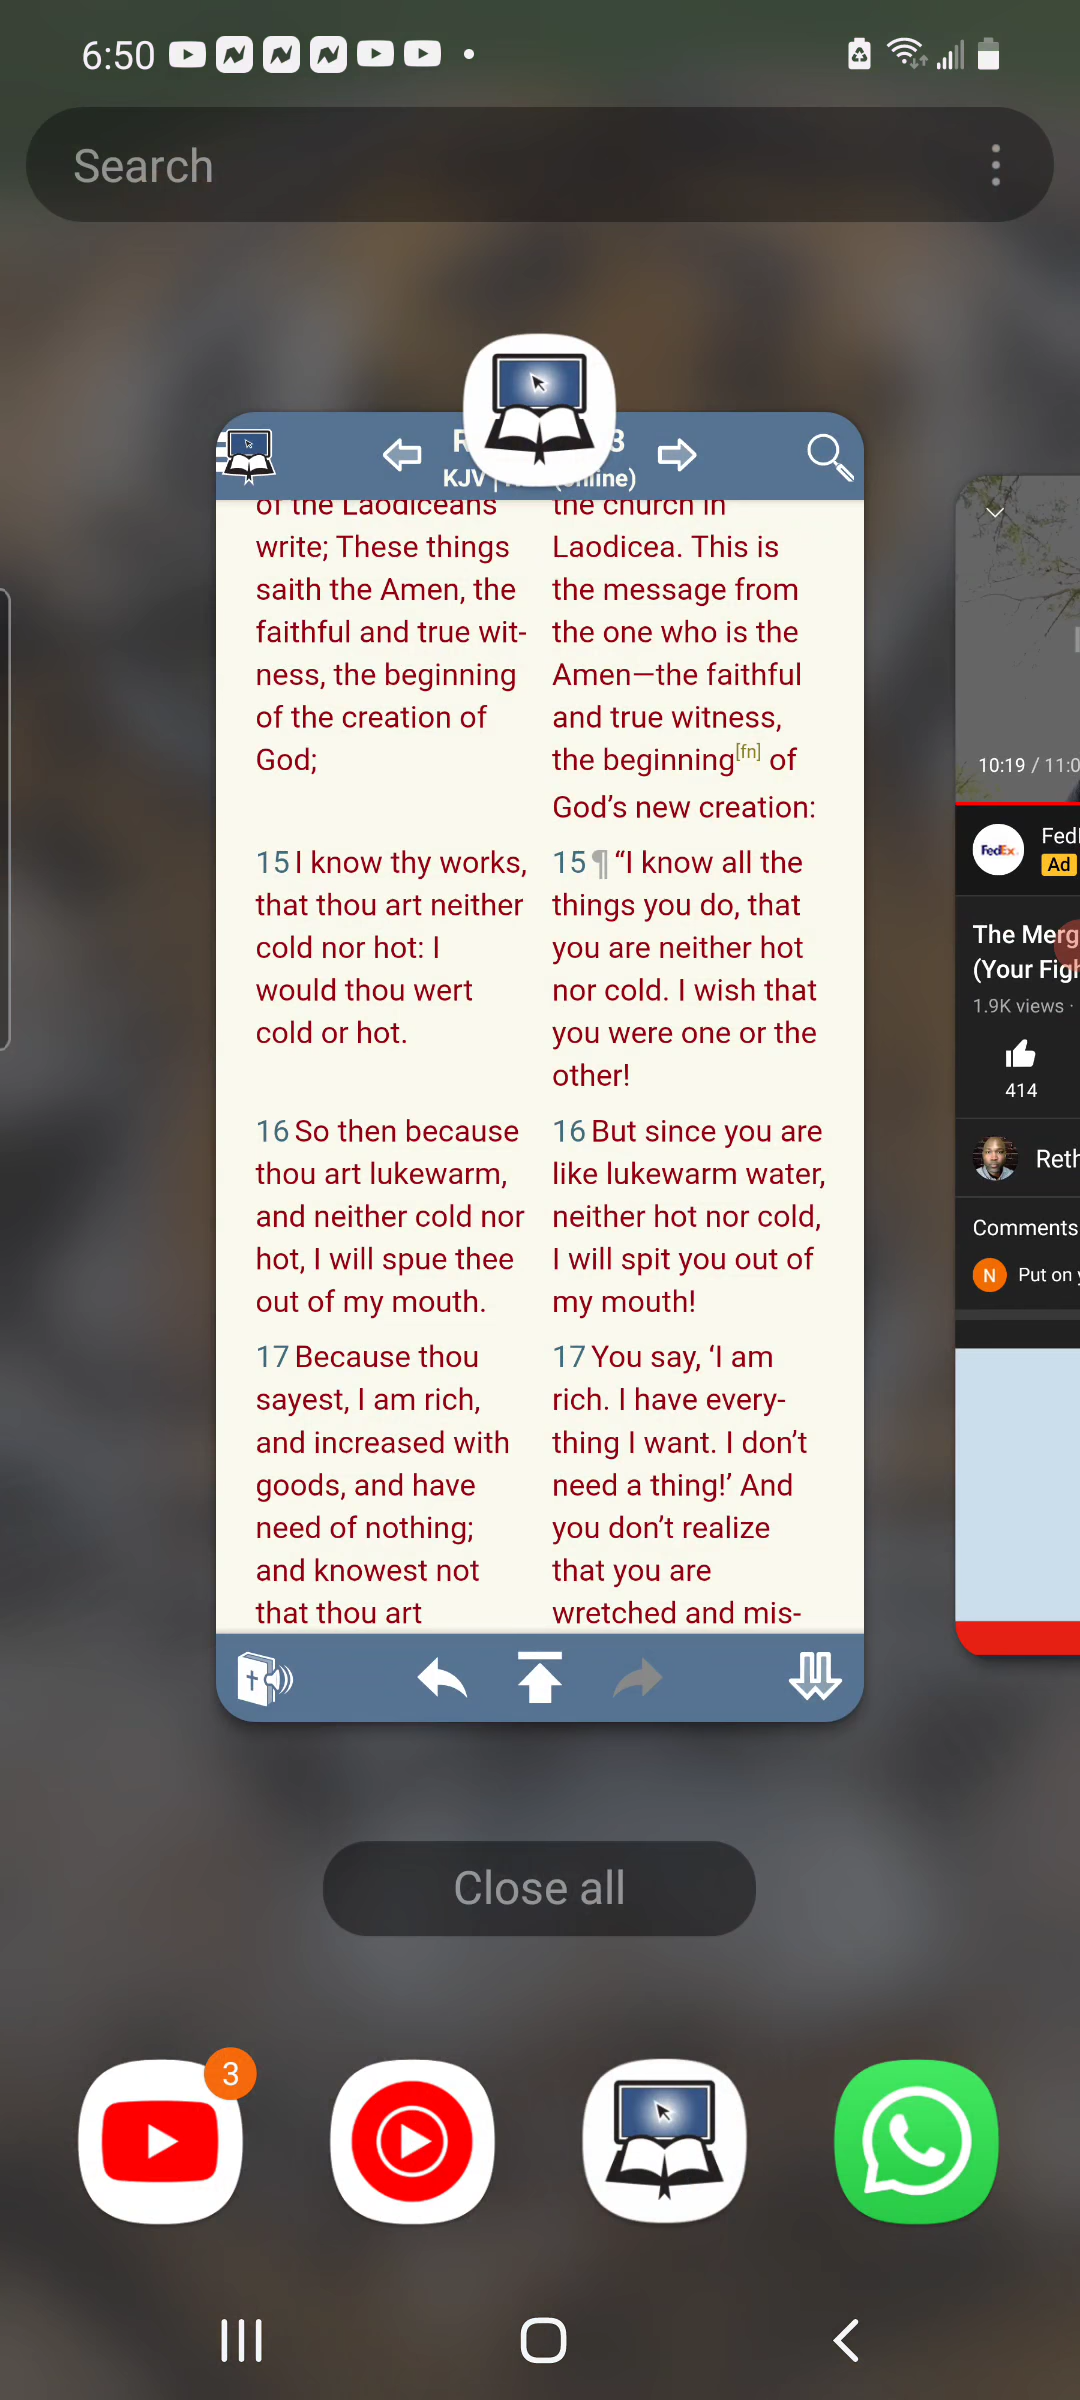 6:50
Search
3
KJV
of the Laodiceans
write; These things
saith the Amen, the
faithful and true wit-
ness, the beginning
of the creation of
God;
15 I know thy works,
that thou art neither
cold nor hot: I
would thou wert
cold or hot.
16 So then because
thou art lukewarm,
and neither cold nor
hot, I will spue thee
out of my mouth.
17 Because thou
sayest, I am rich,
and increased with
goods, and have
need of nothing;
and knowest not
that thou art
the church in
Laodicea. This is
the message from
the one who is the
Amen—the faithful
and true witness,
the beginning[fn] of
God’s new creation:
15 ¶ “I know all the
things you do, that
you are neither hot
nor cold. I wish that
you were one or the
other!
16 But since you are
like lukewarm water,
neither hot nor cold,
I will spit you out of
my mouth!
17 You say, ‘I am
rich. I have every-
thing I want. I don’t
need a thing!’ And
you don’t realize
that you are
wretched and mis-
10:19 / 11:0
FedEx
Ad
The Merg
(Your Figh
1.9K views ·
414
Reth
Comments
N Put on
Close all
3